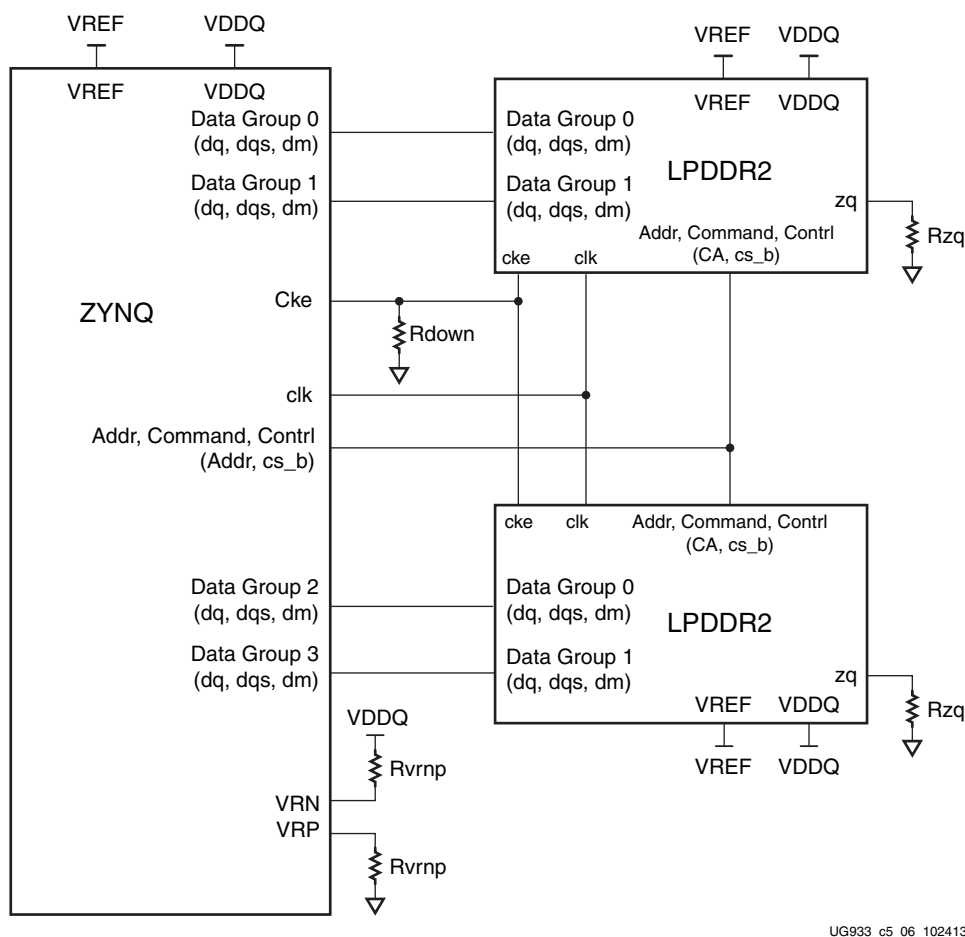 VREF
VDDQ
VREF
VDDQ
Data Group 0
(dq, dqs, dm)
Data Group 1
(dq, dqs, dm)
ZYNQ
Cke
Rdown
clk
Addr, Command, Contrl
(Addr, cs_b)
Data Group 2
(dq, dqs, dm)
Data Group 3
(dq, dqs, dm)
VDDQ
Rvrnp
VRN
VRP
Rvrnp
VREF
VDDQ
VREF
VDDQ
Data Group 0
(dq, dqs, dm)
LPDDR2
Data Group 1
(dq, dqs, dm)
zq
Rzq
Addr, Command, Contrl
(CA, cs_b)
cke
clk
cke
clk
Addr, Command, Contrl
(CA, cs_b)
Data Group 0
(dq, dqs, dm)
LPDDR2
Data Group 1
(dq, dqs, dm)
zq
Rzq
VREF
VDDQ
VREF
VDDQ
UG933_c5_06_102413